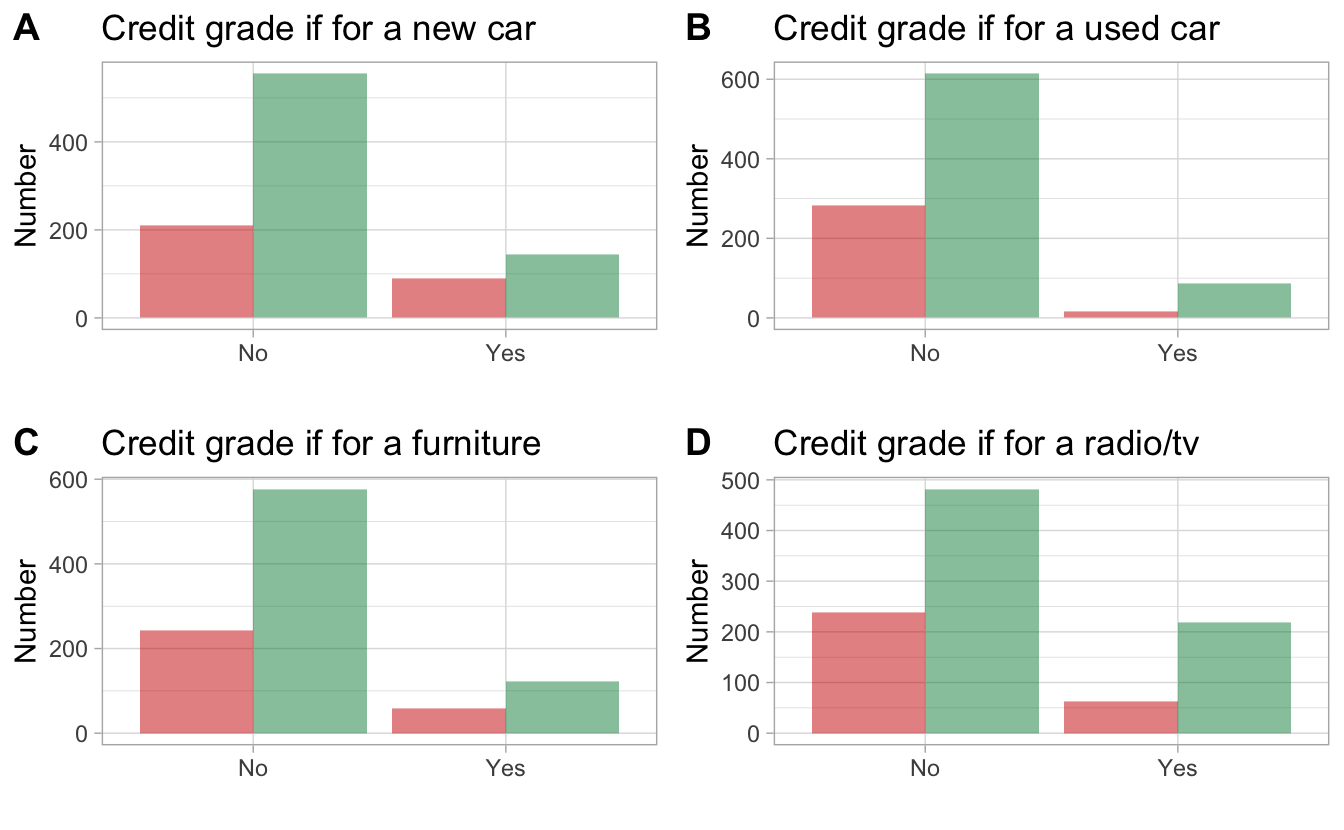 A Credit grade if for a new car
Number
400
200
0
No Yes
B Credit grade if for a used car
Number
600
400
200
0
No Yes
C Credit grade if for a furniture
Number
600
400
200
0
No Yes
D Credit grade if for a radio/tv
Number
500
400
300
200
100
0
No Yes